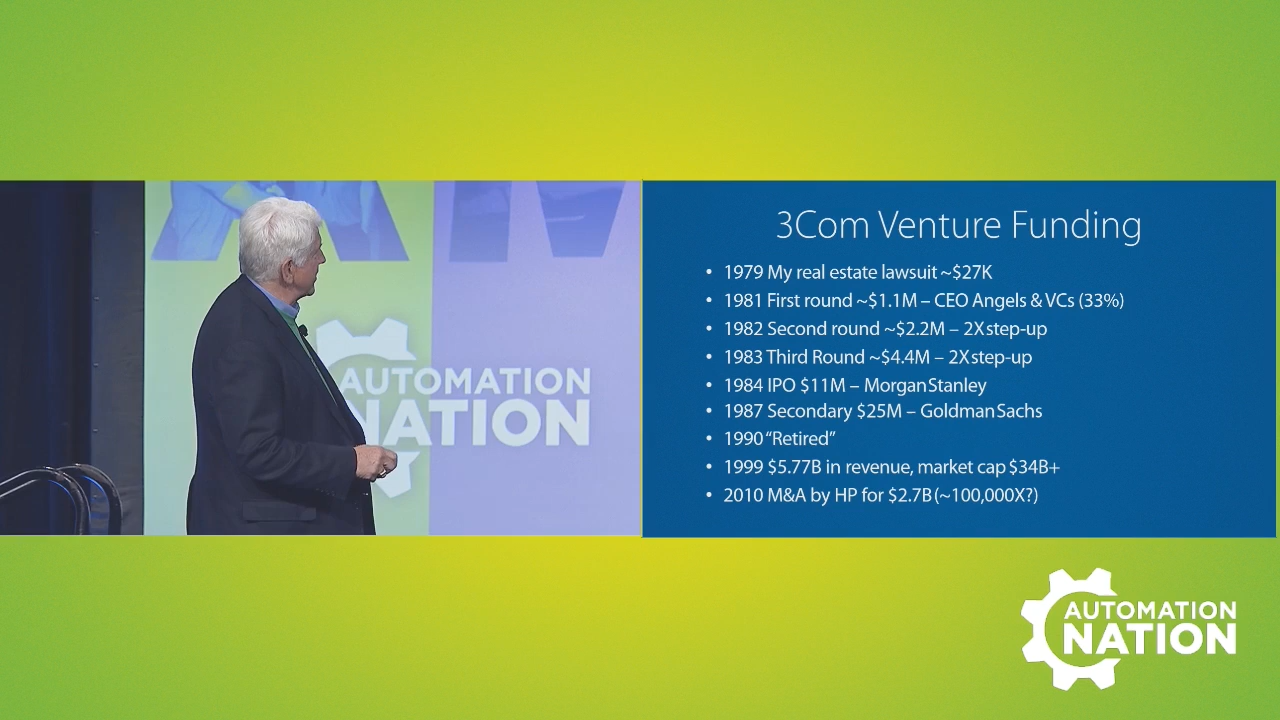 AUTOMATION
NATION
3Com Venture Funding
• 1979 My real estate lawsuit ~$27K
• 1981 First round ~$1.1M – CEO Angels & VCs (33%)
• 1982 Second round ~$2.2M – 2X step-up
• 1983 Third Round ~$4.4M – 2X step-up
• 1984 IPO $11M – Morgan Stanley
• 1987 Secondary $25M – Goldman Sachs
• 1990 “Retired”
• 1999 $5.77B in revenue, market cap $34B+
• 2010 M&A by HP for $2.7B (~100,000X?)
AUTOMATION
NATION